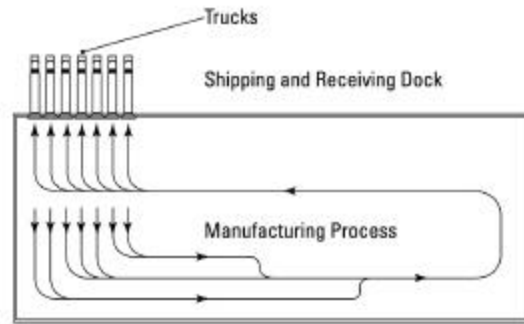 Trucks
Shipping and Receiving Dock
Manufacturing Process